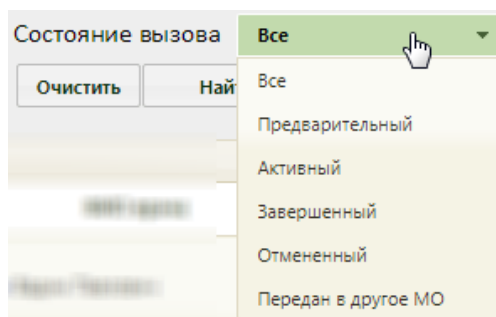 Состояние вызова Все
Очистить Най
Все
Предварительный
Активный
Завершенный
Отмененный
Передан в другое МО